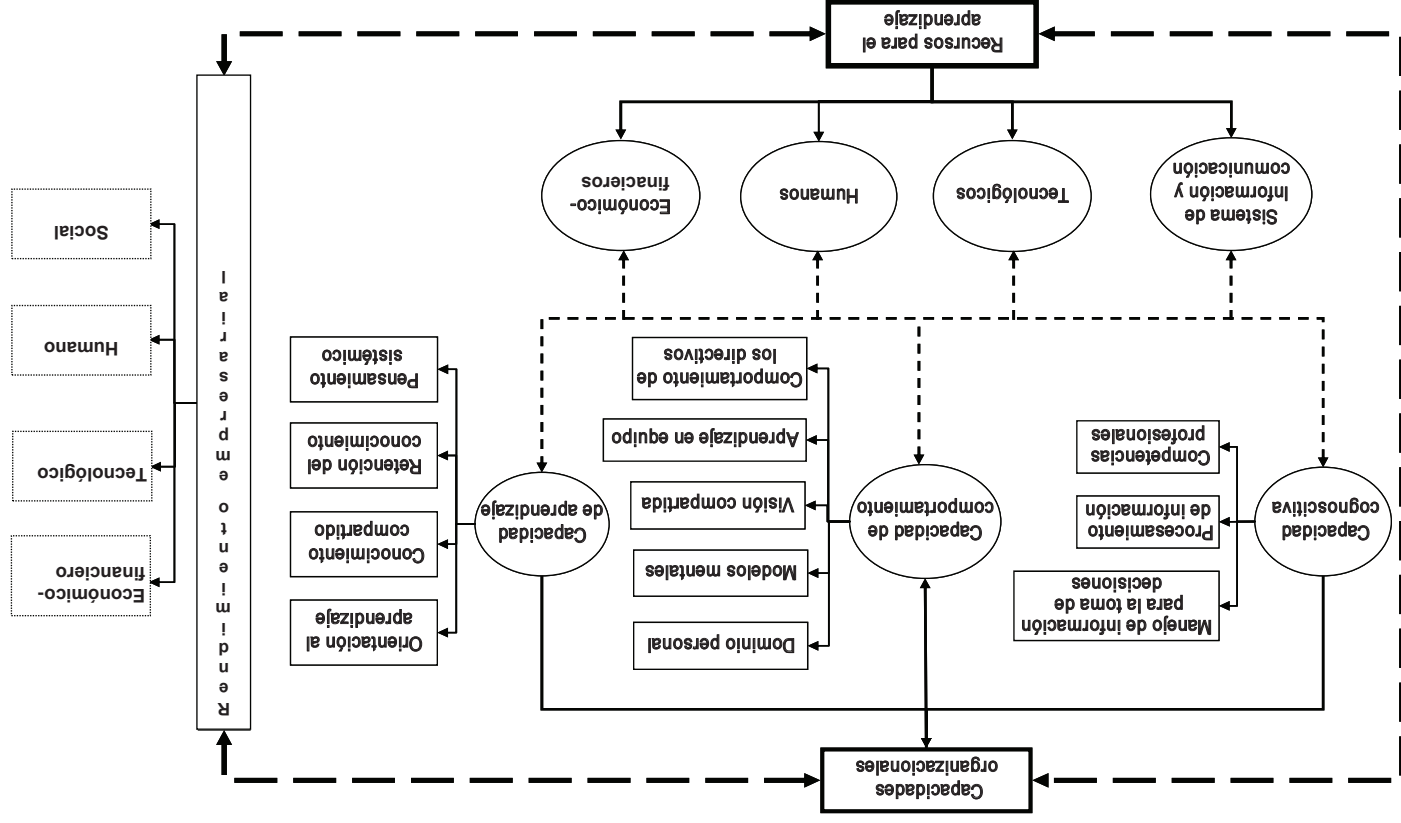 Capacidades
organizacionales
Capacidad
cognoscitiva
Manejo de información
para la toma de
decisiones
Procesamiento
de información
Competencias
profesionales
Capacidad de
comportamiento
Dominio personal
Modelos mentales
Visión compartida
Aprendizaje en equipo
Comportamiento de
los directivos
Capacidad
de aprendizaje
Orientación al
aprendizaje
Conocimiento
compartido
Retención del
conocimiento
Pensamiento
sistémico
Sistema de
Información y
comunicación
Tecnológicos
Humanos
Económico-
finacieros
Recursos para el
aprendizaje
Rendimiento empresarial
Económico-
financiero
Tecnológico
Humano
Social